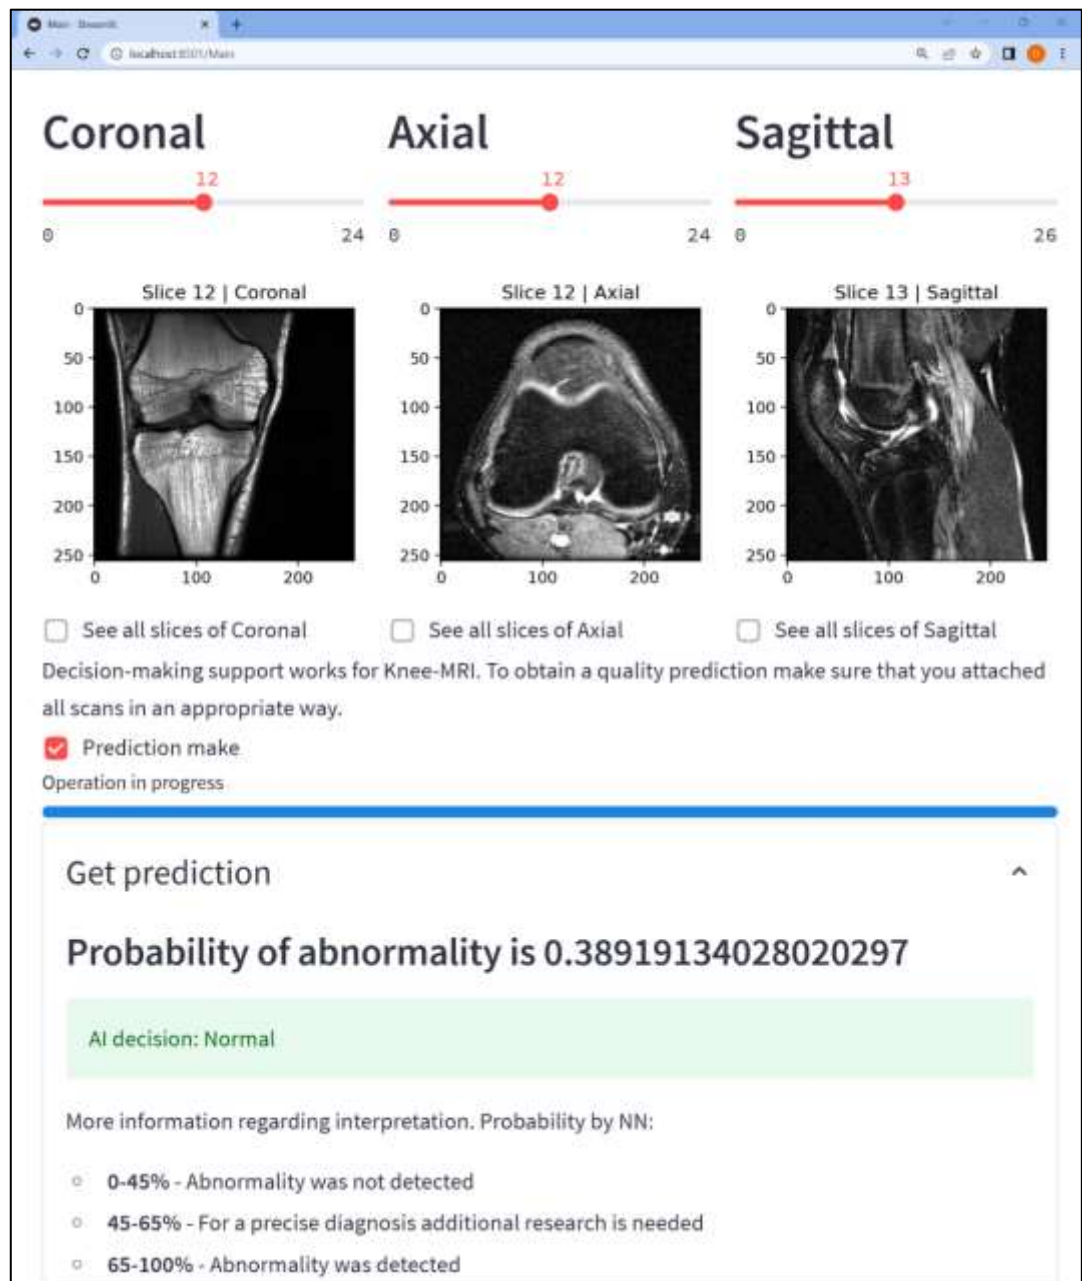 Main · Streamlit
localhost:8501/Main
Coronal
Axial
Sagittal
12
12
13
0
24
0
24
0
26
Slice 12 | Coronal
Slice 12 | Axial
Slice 13 | Sagittal
0
50
100
150
200
250
0
100
200
0
50
100
150
200
250
0
100
200
0
50
100
150
200
250
0
100
200
See all slices of Coronal
See all slices of Axial
See all slices of Sagittal
Decision-making support works for Knee-MRI. To obtain a quality prediction make sure that you attached
all scans in an appropriate way.
Prediction make
Operation in progress
Get prediction
Probability of abnormality is 0.38919134028020297
AI decision: Normal
More information regarding interpretation. Probability by NN:
0-45% - Abnormality was not detected
45-65% - For a precise diagnosis additional research is needed
65-100% - Abnormality was detected